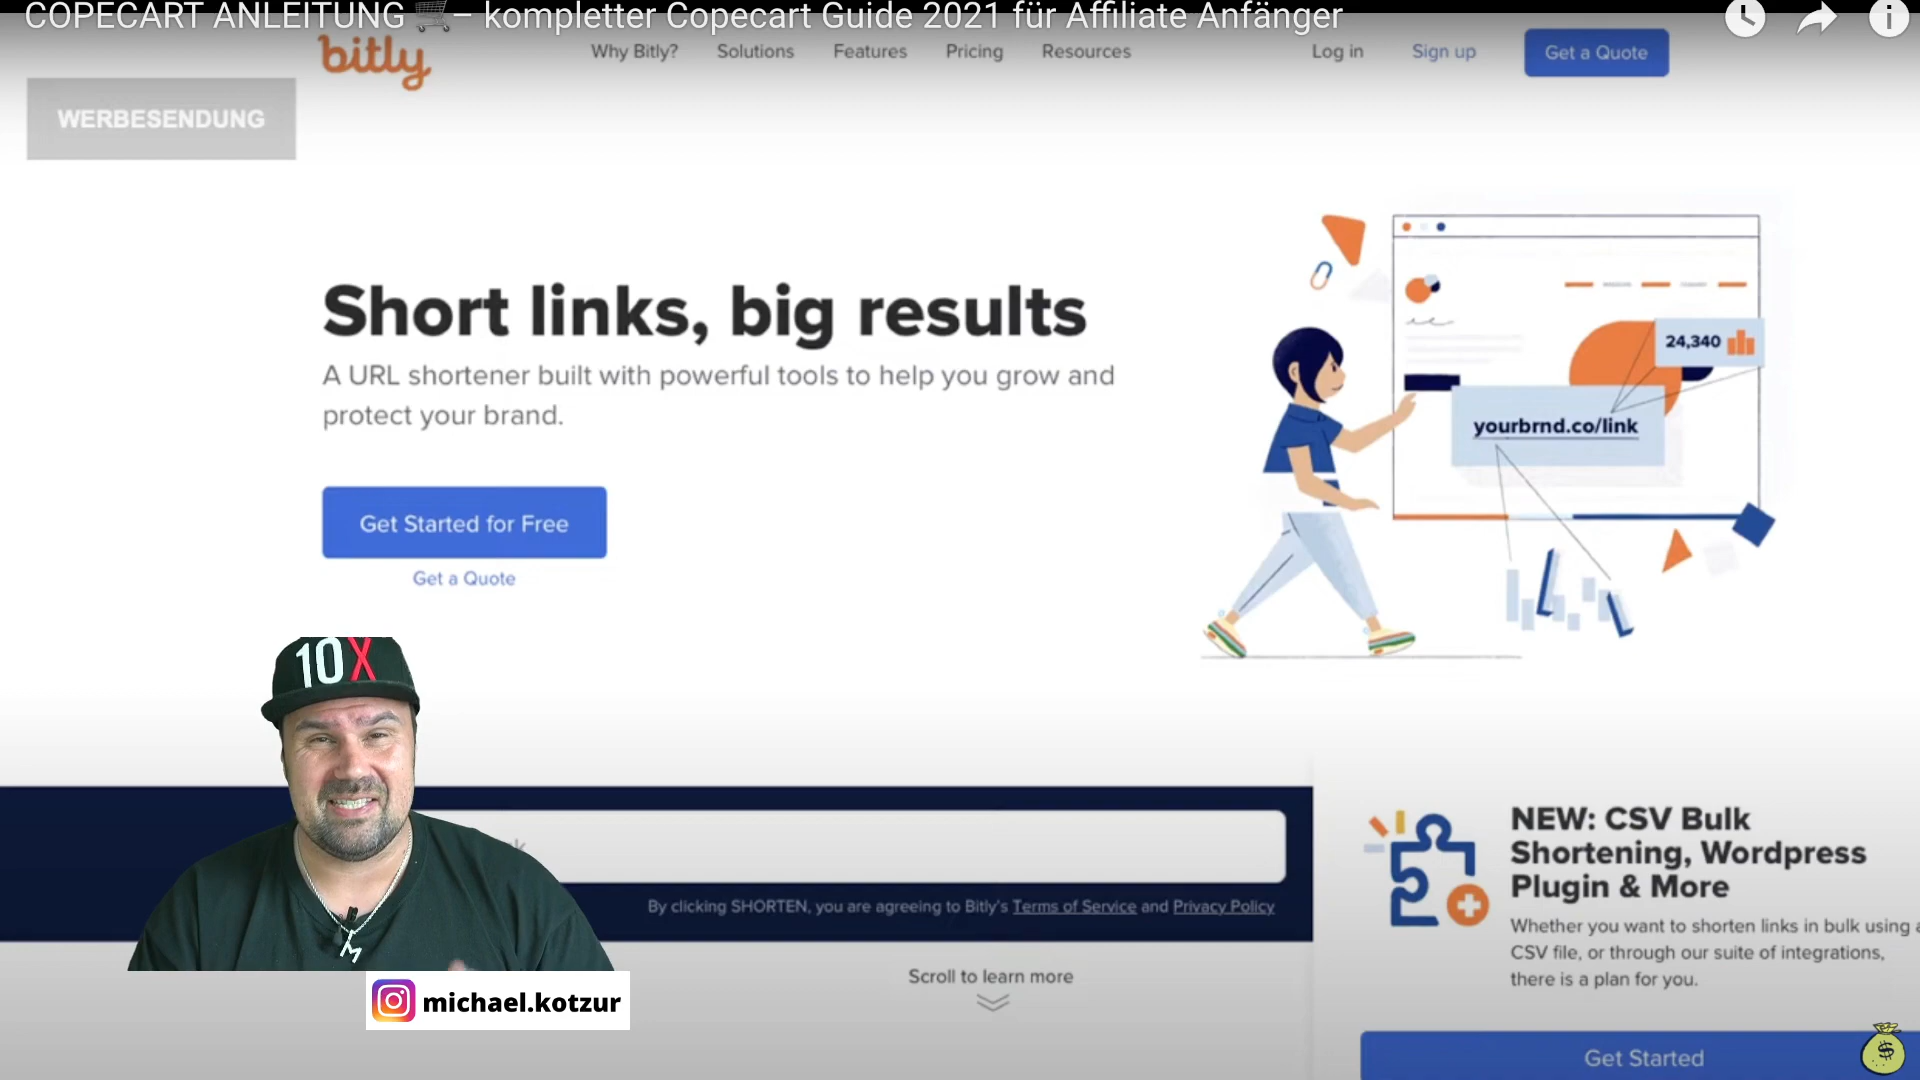 COPECART ANLEITUNG 🛒– kompletter Copecart Guide 2021 für Affiliate Anfänger
bitly
Why Bitly? Solutions Features Pricing Resources Log in Sign up Get a Quote
WERBESENDUNG
Short links, big results
A URL shortener built with powerful tools to help you grow and
protect your brand.
Get Started for Free
Get a Quote
24,340
yourbrnd.co/link
10X
By clicking SHORTEN, you are agreeing to Bitly's Terms of Service and Privacy Policy
Scroll to learn more
NEW: CSV Bulk
Shortening, Wordpress
Plugin & More
Whether you want to shorten links in bulk using a
CSV file, or through our suite of integrations,
there is a plan for you.
Get Started
michael.kotzur